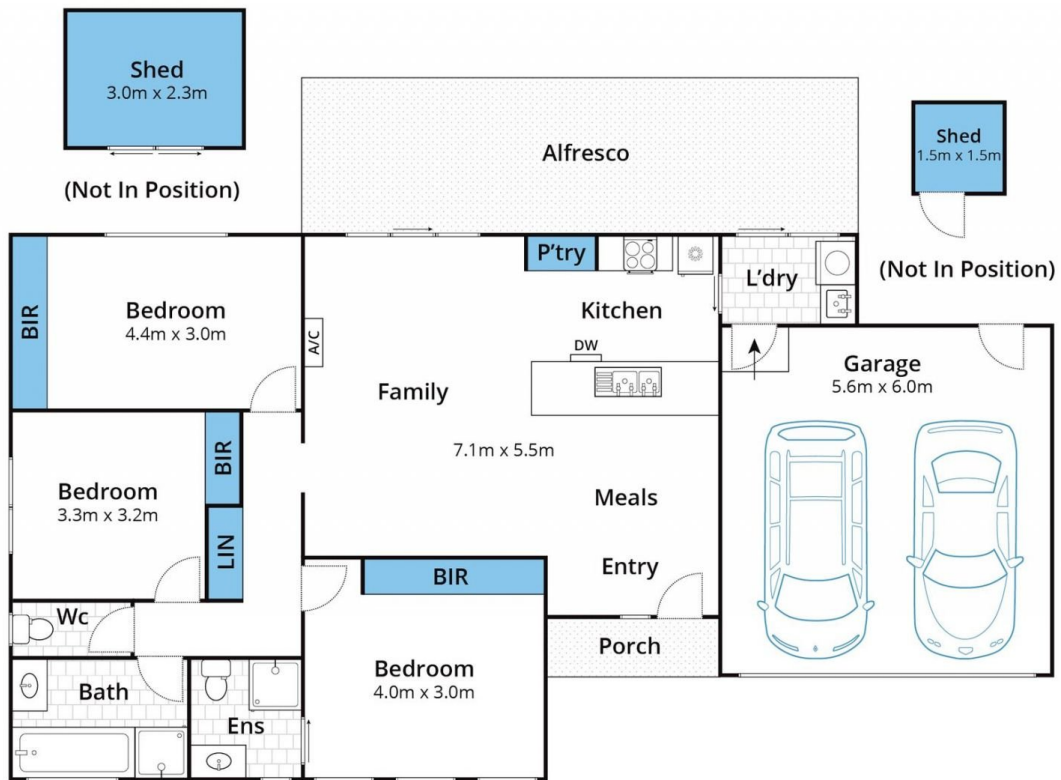 Shed
3.0m x 2.3m
(Not In Position)
Alfresco
Shed
1.5m x 1.5m
(Not In Position)
BIR
Bedroom
4.4m x 3.0m
A/C
P'try
Kitchen
L'dry
DW
Family
Garage
5.6m x 6.0m
7.1m x 5.5m
BIR
Bedroom
3.3m x 3.2m
Meals
LIN
Entry
BIR
Wc
Porch
Bedroom
4.0m x 3.0m
Bath
Ens